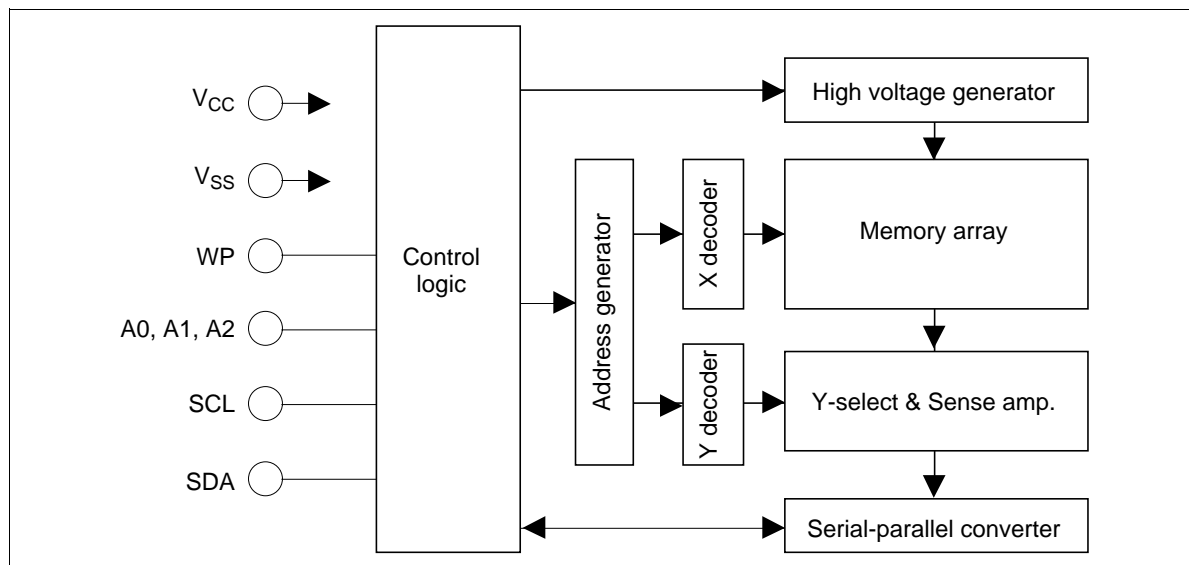 VCC
VSS
WP
A0, A1, A2
SCL
SDA
Control
logic
Address generator
X decoder
Y decoder
High voltage generator
Memory array
Y-select & Sense amp.
Serial-parallel converter